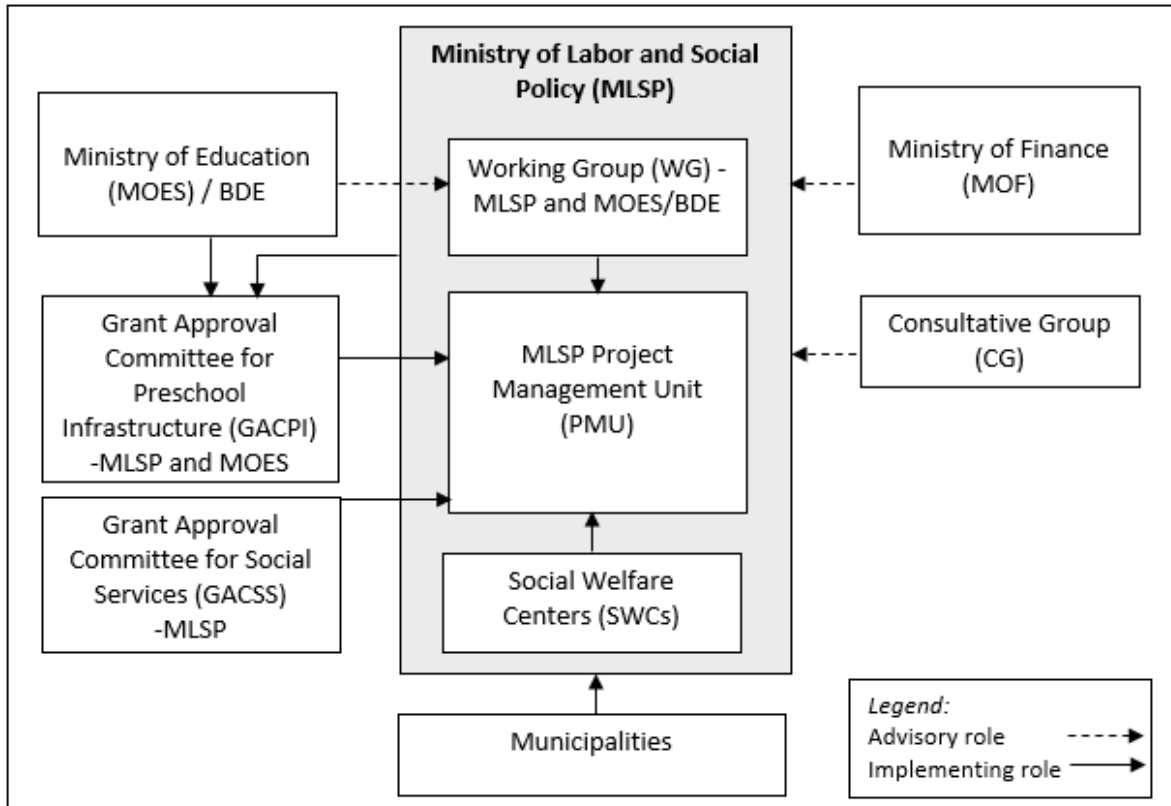 Ministry of Labor and Social
Policy (MLSP)
Ministry of Education
(MOES) / BDE
Working Group (WG) -
MLSP and MOES/BDE
Ministry of Finance
(MOF)
Grant Approval
Committee for
Preschool
Infrastructure (GACPI)
-MLSP and MOES
MLSP Project
Management Unit
(PMU)
Consultative Group
(CG)
Grant Approval
Committee for Social
Services (GACSS)
-MLSP
Social Welfare
Centers (SWCs)
Municipalities
Legend:
Advisory role
Implementing role